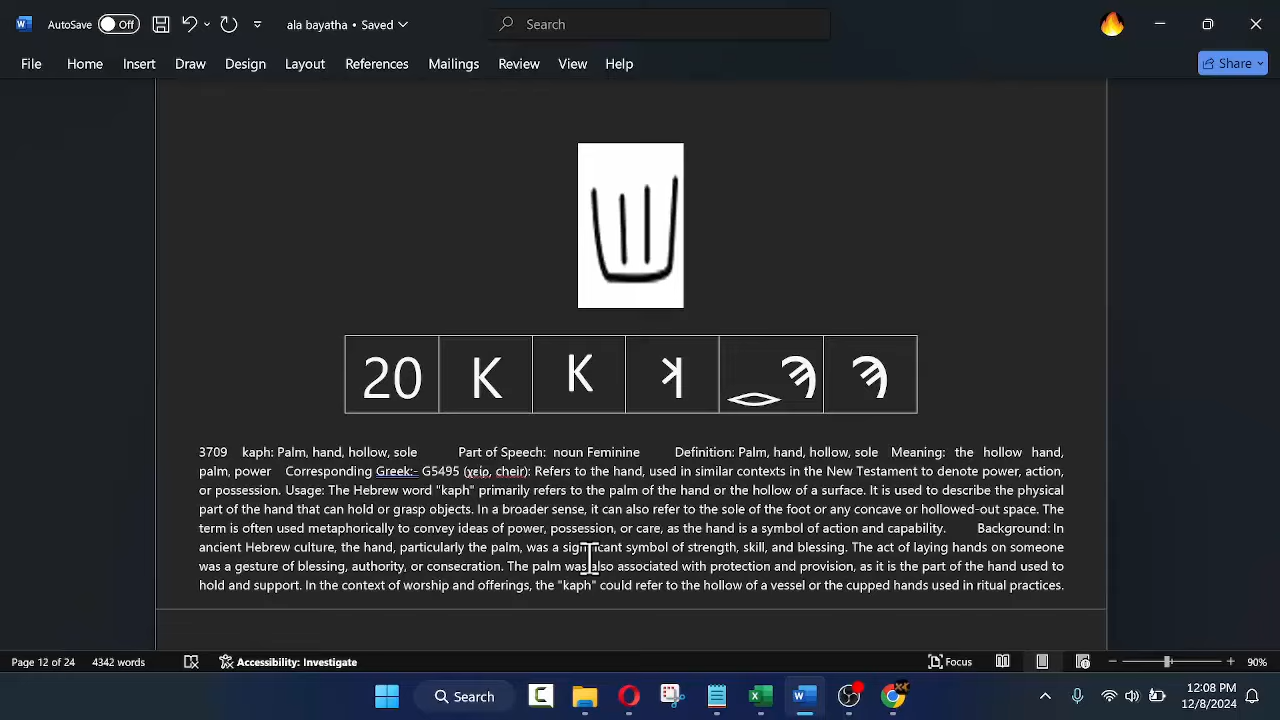 AutoSave Off ala bayatha • Saved Search
File Home Insert Draw Design Layout References Mailings Review View Help Share
20 K K
3709 kaph: Palm, hand, hollow, sole Part of Speech: noun Feminine Definition: Palm, hand, hollow, sole Meaning: the hollow hand,
palm, power Corresponding Greek:- G5495 (χείρ, cheir): Refers to the hand, used in similar contexts in the New Testament to denote power, action,
or possession. Usage: The Hebrew word "kaph" primarily refers to the palm of the hand or the hollow of a surface. It is used to describe the physical
part of the hand that can hold or grasp objects. In a broader sense, it can also refer to the sole of the foot or any concave or hollowed-out space. The
term is often used metaphorically to convey ideas of power, possession, or care, as the hand is a symbol of action and capability. Background: In
ancient Hebrew culture, the hand, particularly the palm, was a significant symbol of strength, skill, and blessing. The act of laying hands on someone
was a gesture of blessing, authority, or consecration. The palm was also associated with protection and provision, as it is the part of the hand used to
hold and support. In the context of worship and offerings, the "kaph" could refer to the hollow of a vessel or the cupped hands used in ritual practices.
Page 12 of 24 4342 words Accessibility: Investigate Focus 90%
Search 12:08 PM
12/8/2024